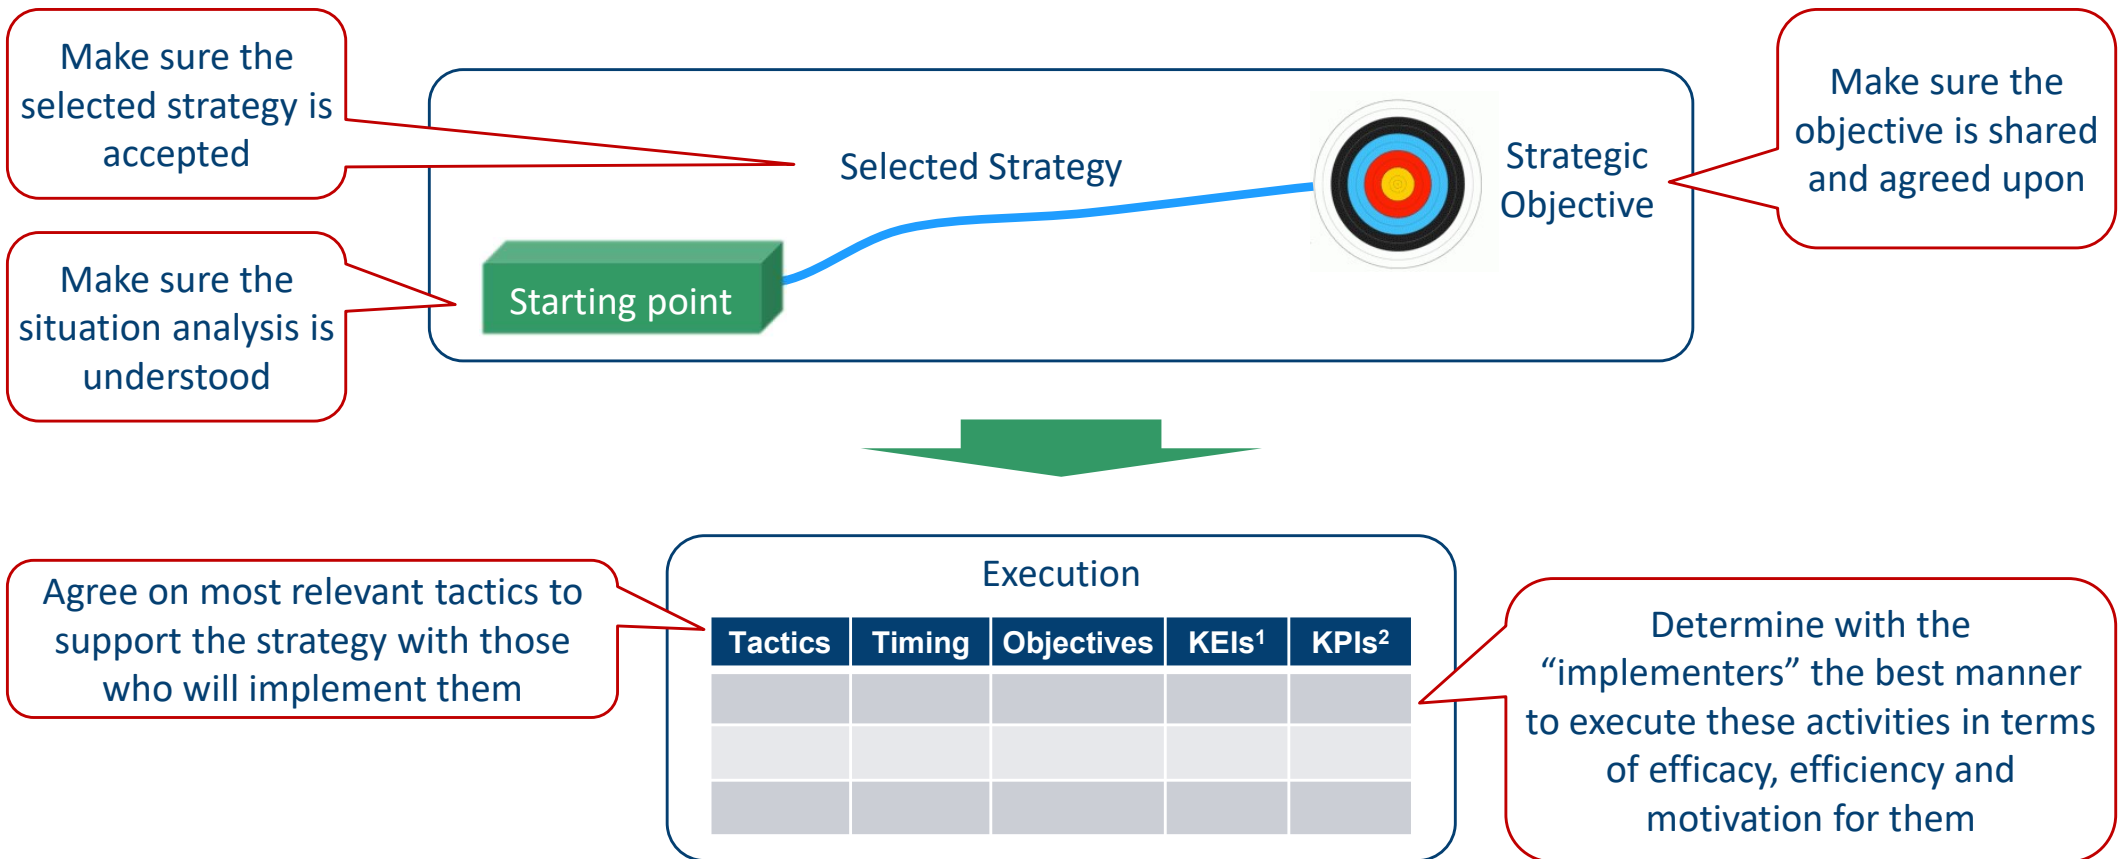 Make sure the
selected strategy is
accepted
Selected Strategy
Strategic
Objective
Make sure the
objective is shared
and agreed upon
Make sure the
situation analysis is
understood
Starting point
Agree on most relevant tactics to
support the strategy with those
who will implement them
Execution
Tactics Timing Objectives KEIs¹ KPIs²
Determine with the
“implementers” the best manner
to execute these activities in terms
of efficacy, efficiency and
motivation for them